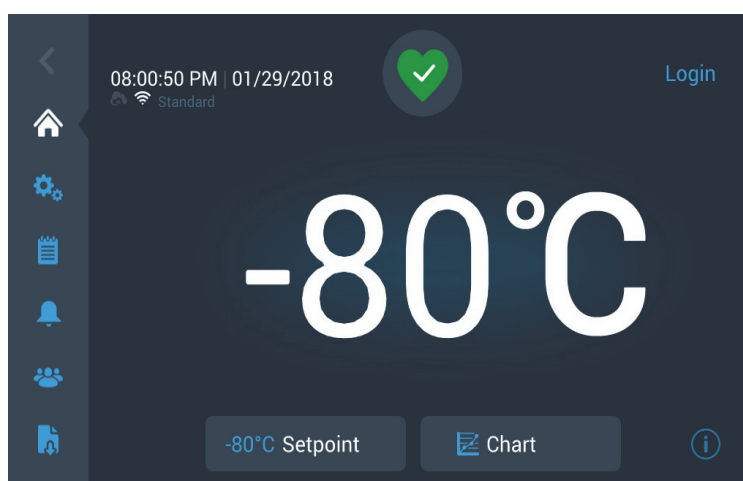 08:00:50 PM | 01/29/2018
Login
Standard
-80°C
-80°C Setpoint
Chart